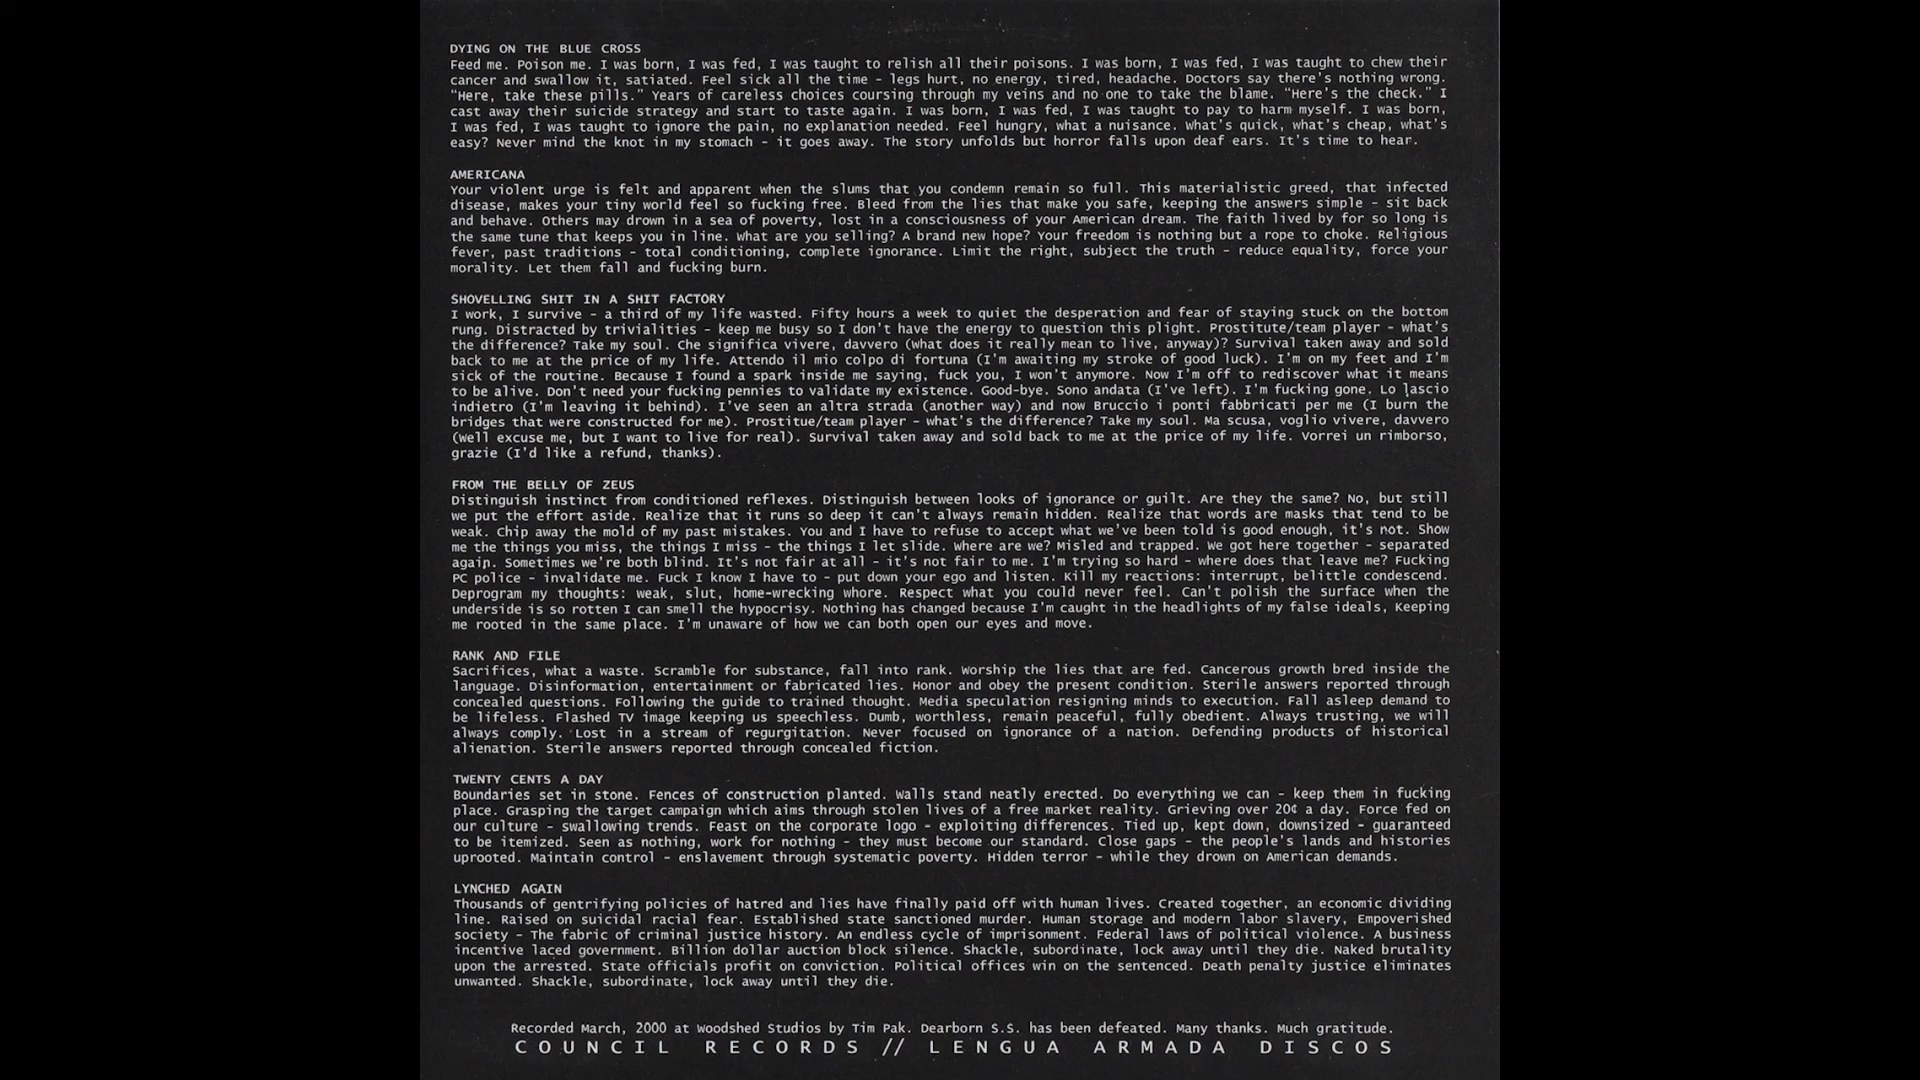 DYING ON THE BLUE CROSS
Feed me. Poison me. I was born, I was fed, I was taught to relish all their poisons. I was born, I was fed, I was taught to chew their
cancer and swallow it, satiated. Feel sick all the time - legs hurt, no energy, tired, headache. Doctors say there's nothing wrong.
"Here, take these pills." Years of careless choices coursing through my veins and no one to take the blame. "Here's the check." I
cast away their suicide strategy and start to taste again. I was born, I was fed, I was taught to pay to harm myself. I was born,
I was fed, I was taught to ignore the pain, no explanation needed. Feel hungry, what a nuisance. What's quick, what's cheap, what's
easy? Never mind the knot in my stomach - it goes away. The story unfolds but horror falls upon deaf ears. It's time to hear.
AMERICANA
Your violent urge is felt and apparent when the slums that you condemn remain so full. This materialistic greed, that infected
disease, makes your tiny world feel so fucking free. Bleed from the lies that make you safe, keeping the answers simple - sit back
and behave. Others may drown in a sea of poverty, lost in a consciousness of your American dream. The faith lived by for so long is
the same tune that keeps you in line. What are you selling? A brand new hope? Your freedom is nothing but a rope to choke. Religious
fever, past traditions - total conditioning, complete ignorance. Limit the right, subject the truth - reduce equality, force your
morality. Let them fall and fucking burn.
SHOVELLING SHIT IN A SHIT FACTORY
I work, I survive - a third of my life wasted. Fifty hours a week to quiet the desperation and fear of staying stuck on the bottom
rung. Distracted by trivialities - keep me busy so I don't have the energy to question this plight. Prostitute/team player - what's
the difference? Take my soul. Che significa vivere, davvero (what does it really mean to live, anyway)? Survival taken away and sold
back to me at the price of my life. Attendo il mio colpo di fortuna (I'm awaiting my stroke of good luck). I'm on my feet and I'm
sick of the routine. Because I found a spark inside me saying, fuck you, I won't anymore. Now I'm off to rediscover what it means
to be alive. Don't need your fucking pennies to validate my existence. Good-bye. Sono andata (I've left). I'm fucking gone. Lo lascio
indietro (I'm leaving it behind). I've seen an altra strada (another way) and now Bruccio i ponti fabbricati per me (I burn the
bridges that were constructed for me). Prostitue/team player - what's the difference? Take my soul. Ma scusa, voglio vivere, davvero
(well excuse me, but I want to live for real). Survival taken away and sold back to me at the price of my life. Vorrei un rimborso,
grazie (I'd like a refund, thanks).
FROM THE BELLY OF ZEUS
Distinguish instinct from conditioned reflexes. Distinguish between looks of ignorance or guilt. Are they the same? No, but still
we put the effort aside. Realize that it runs so deep it can't always remain hidden. Realize that words are masks that tend to be
weak. Chip away the mold of my past mistakes. You and I have to refuse to accept what we've been told is good enough, it's not. Show
me the things you miss, the things I miss - the things I let slide. Where are we? Misled and trapped. We got here together - separated
again. Sometimes we're both blind. It's not fair at all - it's not fair to me. I'm trying so hard - where does that leave me? Fucking
PC police - invalidate me. Fuck I know I have to - put down your ego and listen. Kill my reactions: interrupt, belittle condescend.
Deprogram my thoughts: weak, slut, home-wrecking whore. Respect what you could never feel. Can't polish the surface when the
underside is so rotten I can smell the hypocrisy. Nothing has changed because I'm caught in the headlights of my false ideals, Keeping
me rooted in the same place. I'm unaware of how we can both open our eyes and move.
RANK AND FILE
Sacrifices, what a waste. Scramble for substance, fall into rank. Worship the lies that are fed. Cancerous growth bred inside the
language. Disinformation, entertainment or fabricated lies. Honor and obey the present condition. Sterile answers reported through
concealed questions. Following the guide to trained thought. Media speculation resigning minds to execution. Fall asleep demand to
be lifeless. Flashed TV image keeping us speechless. Dumb, worthless, remain peaceful, fully obedient. Always trusting, we will
always comply. Lost in a stream of regurgitation. Never focused on ignorance of a nation. Defending products of historical
alienation. Sterile answers reported through concealed fiction.
TWENTY CENTS A DAY
Boundaries set in stone. Fences of construction planted. Walls stand neatly erected. Do everything we can - keep them in fucking
place. Grasping the target campaign which aims through stolen lives of a free market reality. Grieving over 20¢ a day. Force fed on
our culture - swallowing trends. Feast on the corporate logo - exploiting differences. Tied up, kept down, downsized - guaranteed
to be itemized. Seen as nothing, work for nothing - they must become our standard. Close gaps - the people's lands and histories
uprooted. Maintain control - enslavement through systematic poverty. Hidden terror - while they drown on American demands.
LYNCHED AGAIN
Thousands of gentrifying policies of hatred and lies have finally paid off with human lives. Created together, an economic dividing
line. Raised on suicidal racial fear. Established state sanctioned murder. Human storage and modern labor slavery, Empoverished
society - The fabric of criminal justice history. An endless cycle of imprisonment. Federal laws of political violence. A business
incentive laced government. Billion dollar auction block silence. Shackle, subordinate, lock away until they die. Naked brutality
upon the arrested. State officials profit on conviction. Political offices win on the sentenced. Death penalty justice eliminates
unwanted. Shackle, subordinate, lock away until they die.
Recorded March, 2000 at Woodshed Studios by Tim Pak. Dearborn S.S. has been defeated. Many thanks. Much gratitude.
COUNCIL RECORDS // LENGUA ARMADA DISCOS